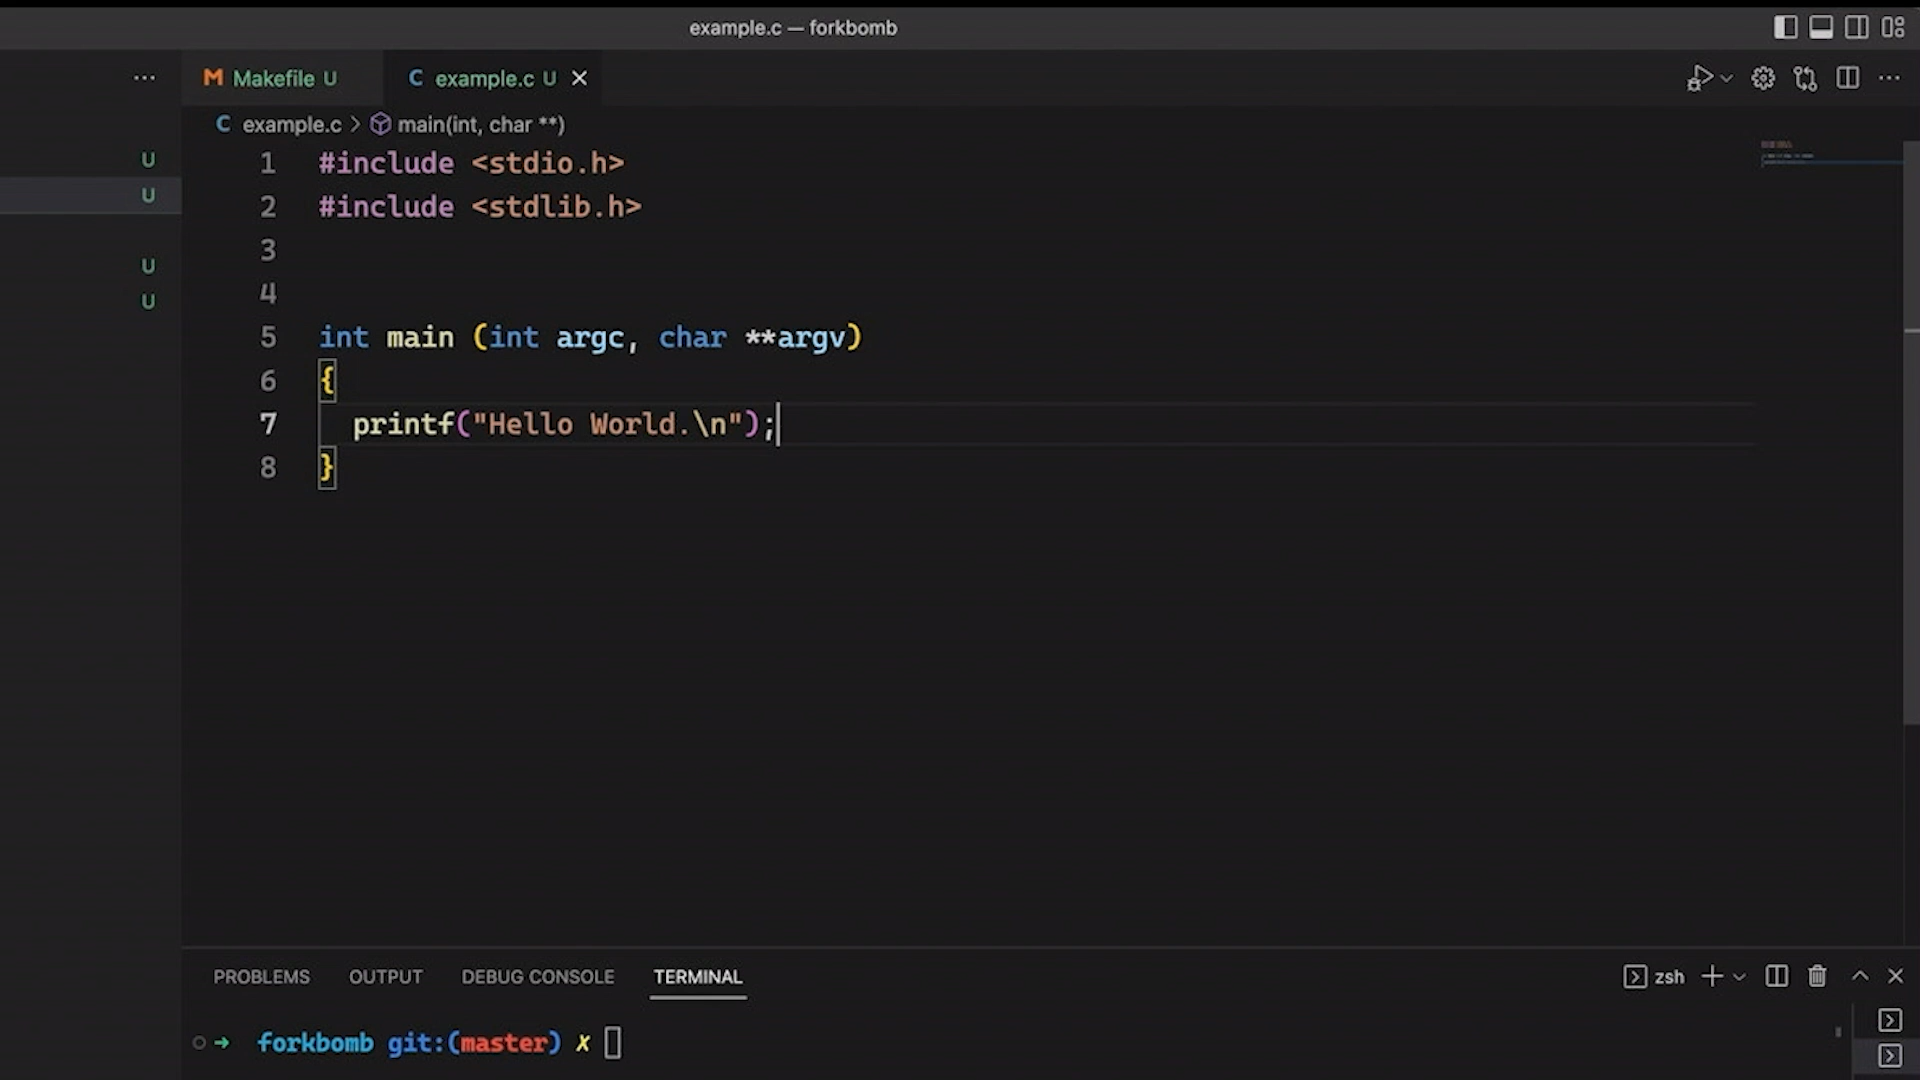 example.c — forkbomb
Makefile U
C example.c U
C example.c > main(int, char **)
U
U
U
U
1 #include <stdio.h>
2 #include <stdlib.h>
3
4
5 int main (int argc, char **argv)
6 {
7 printf("Hello World.\n");
8 }
PROBLEMS OUTPUT DEBUG CONSOLE TERMINAL
zsh
forkbomb git:(master) ✗